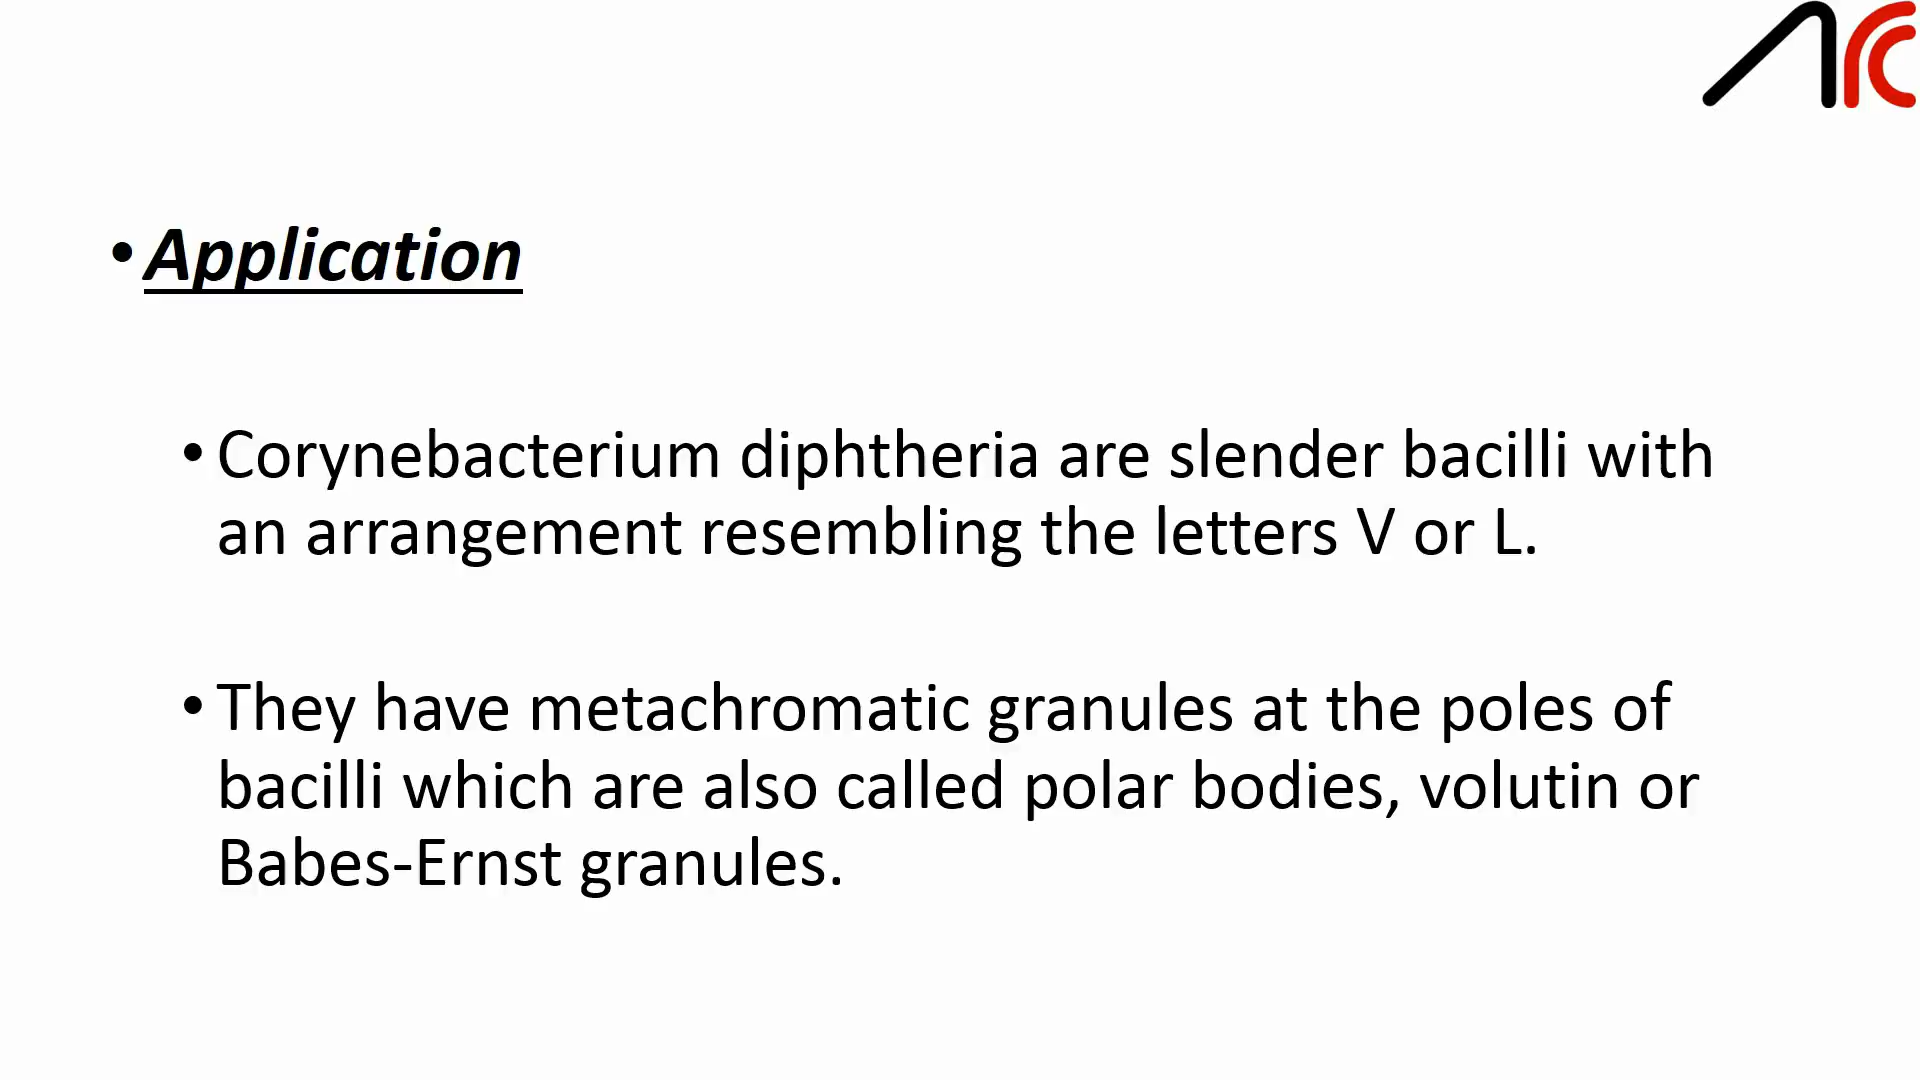 • Application
• Corynebacterium diphtheria are slender bacilli with
an arrangement resembling the letters V or L.
• They have metachromatic granules at the poles of
bacilli which are also called polar bodies, volutin or
Babes-Ernst granules.